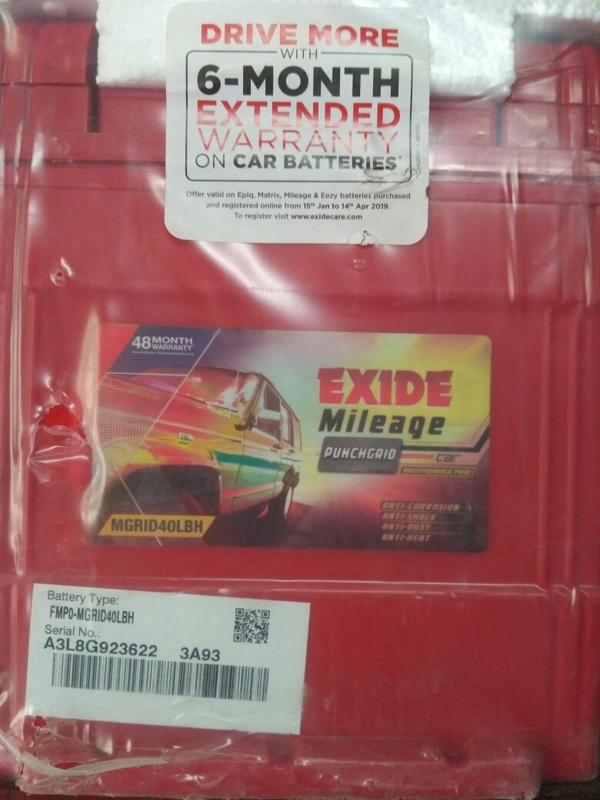 DRIVE MORE
WITH
6-MONTH
EXTENDED
WARRANTY
ON CAR BATTERIES*
Offer valid on Epiq, Matrix, Mileage & Eezy batteries purchased
and registered online from 15th Jan to 14th Apr 2019.
To register visit www.exidecare.com
48 MONTH
WARRANTY*
EXIDE
Mileage
PUNCHGRID
car
MAINTENANCE FREE
MGRID40LBH
ANTI-CORROSION
ANTI-SHOCK
ANTI-DUST
ANTI-HEAT
Battery Type:
FMP0-MGRID40LBH
Serial No.:
A3L8G923622 3A93